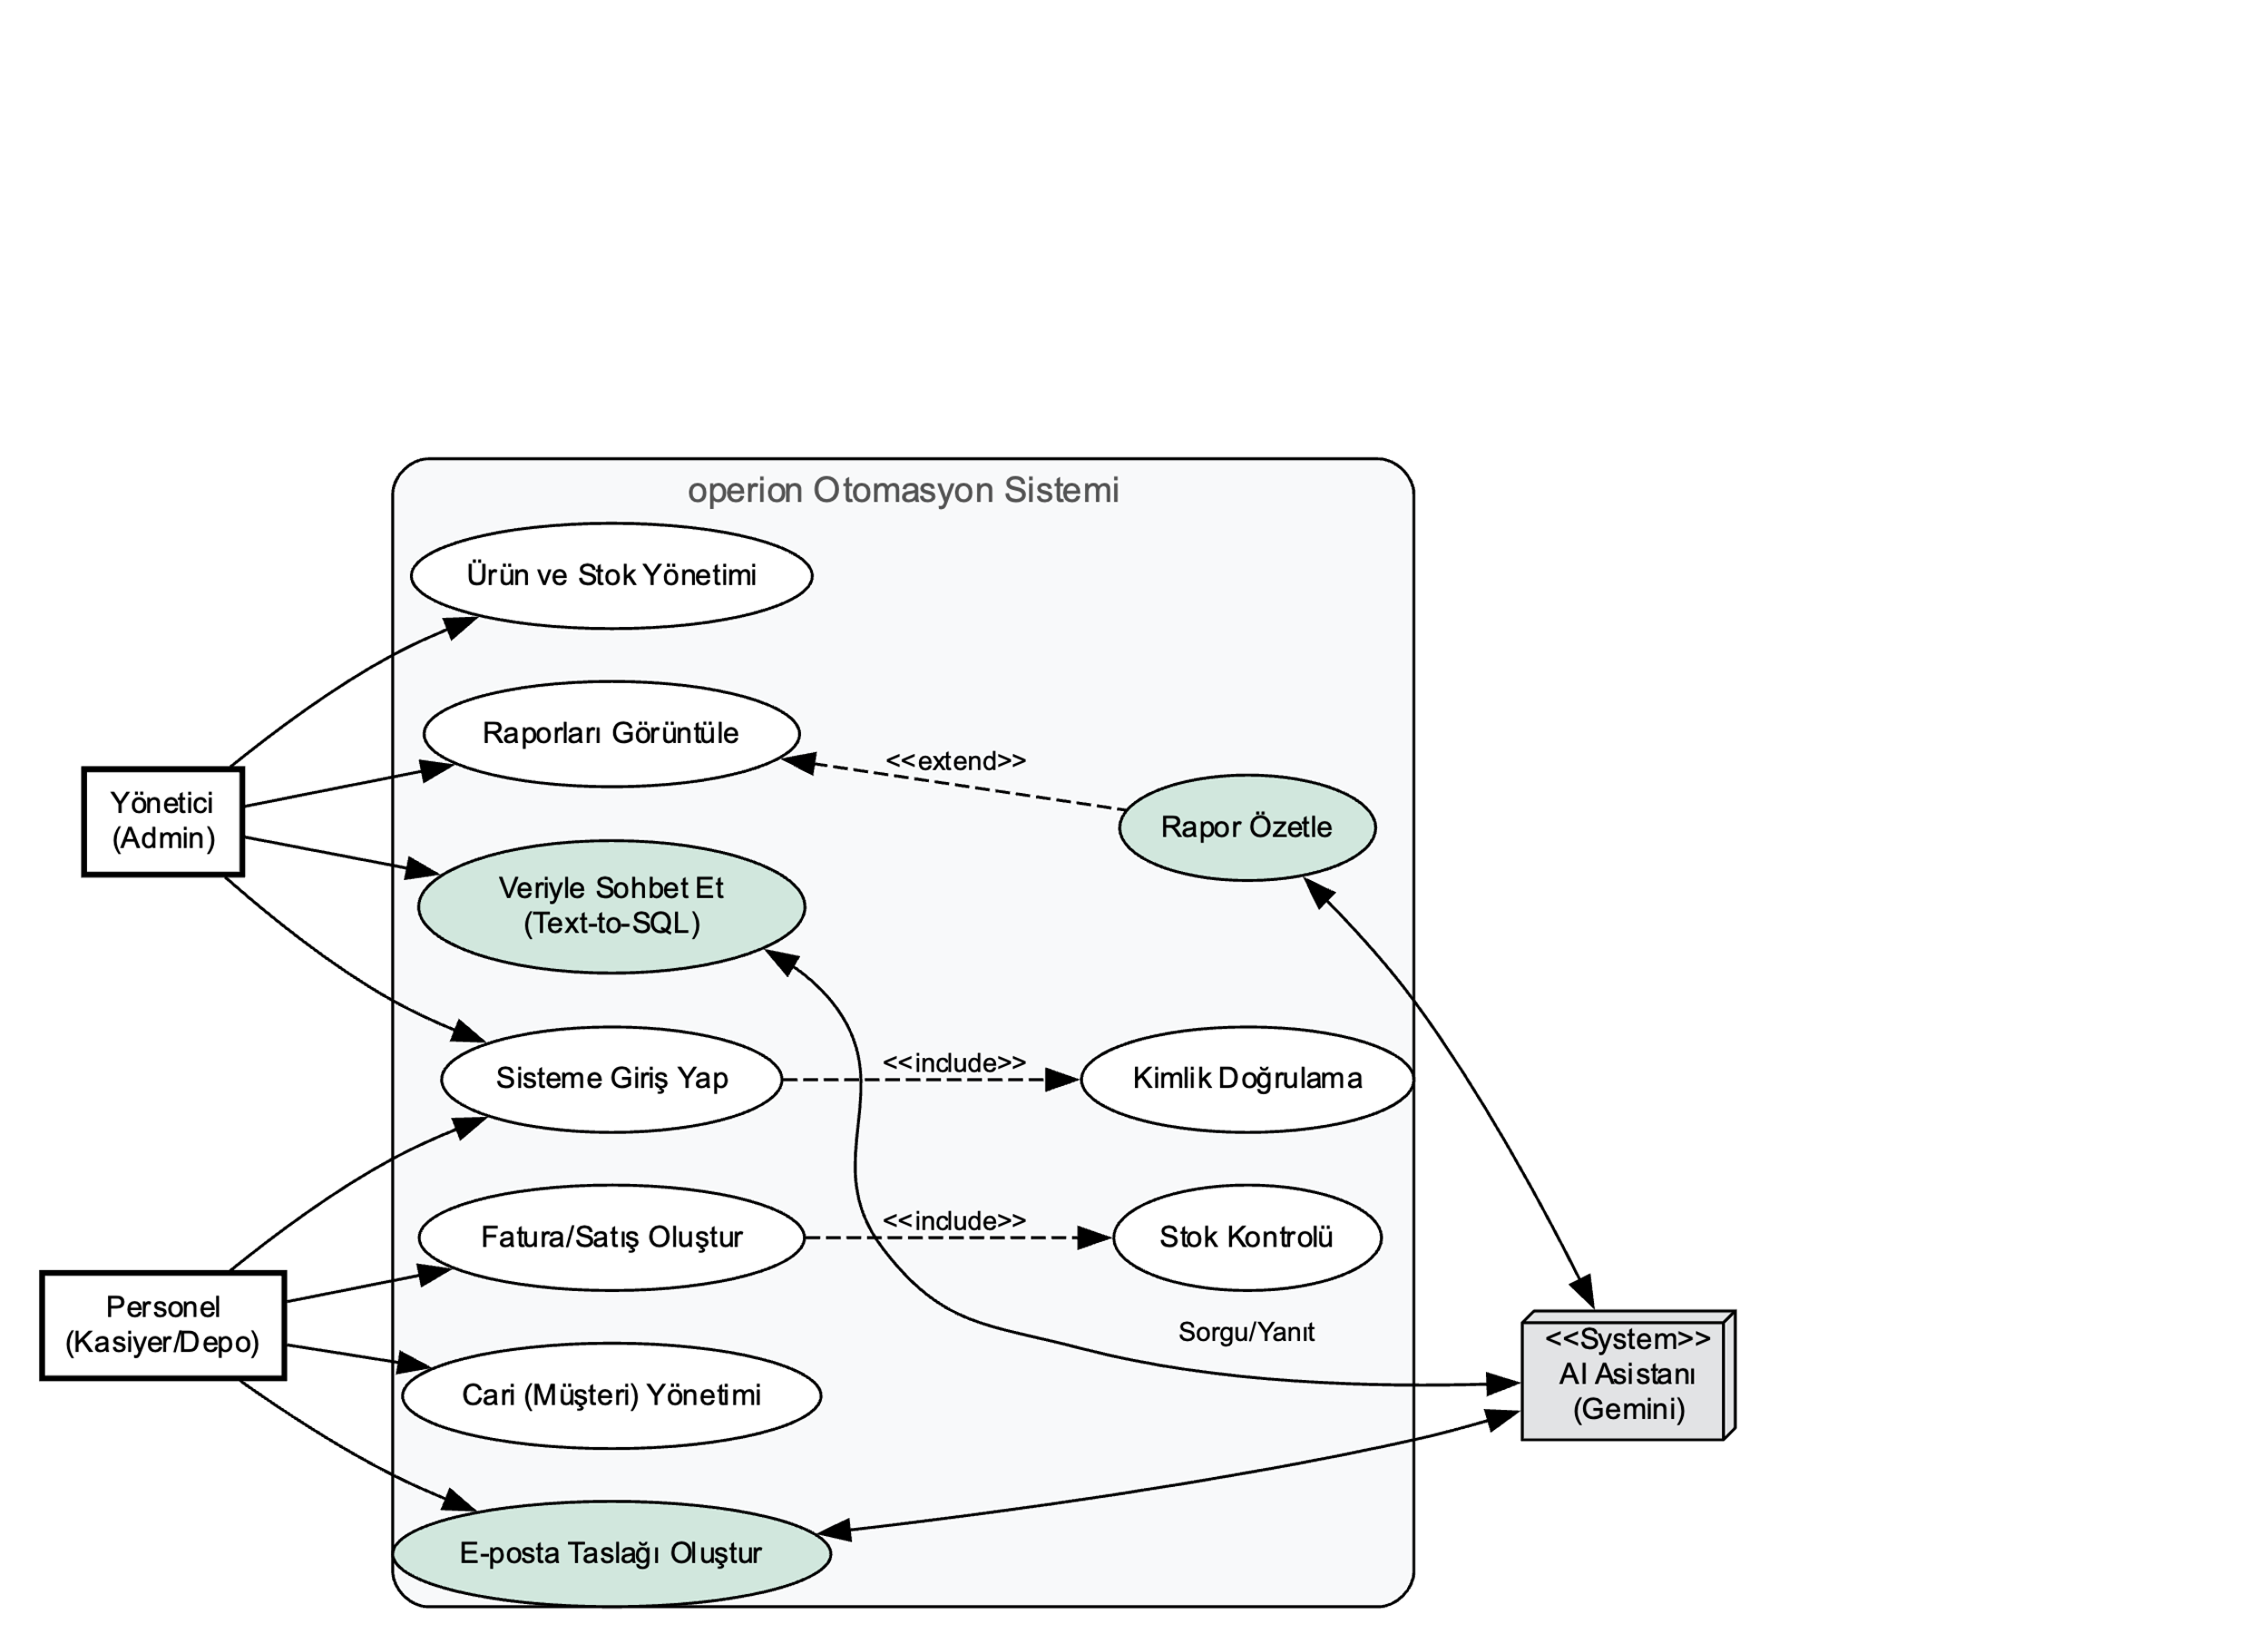 operion Otomasyon Sistemi
Ürün ve Stok Yönetimi
Raporları Görüntüle
<<extend>>
Yönetici
(Admin)
Rapor Özetle
Veriyle Sohbet Et
(Text-to-SQL)
Sisteme Giriş Yap
<<include>>
Kimlik Doğrulama
Fatura/Satış Oluştur
<<include>>
Stok Kontrolü
Personel
(Kasiyer/Depo)
Sorgu/Yanıt
<<System>>
AI Asistanı
(Gemini)
Cari (Müşteri) Yönetimi
E-posta Taslağı Oluştur